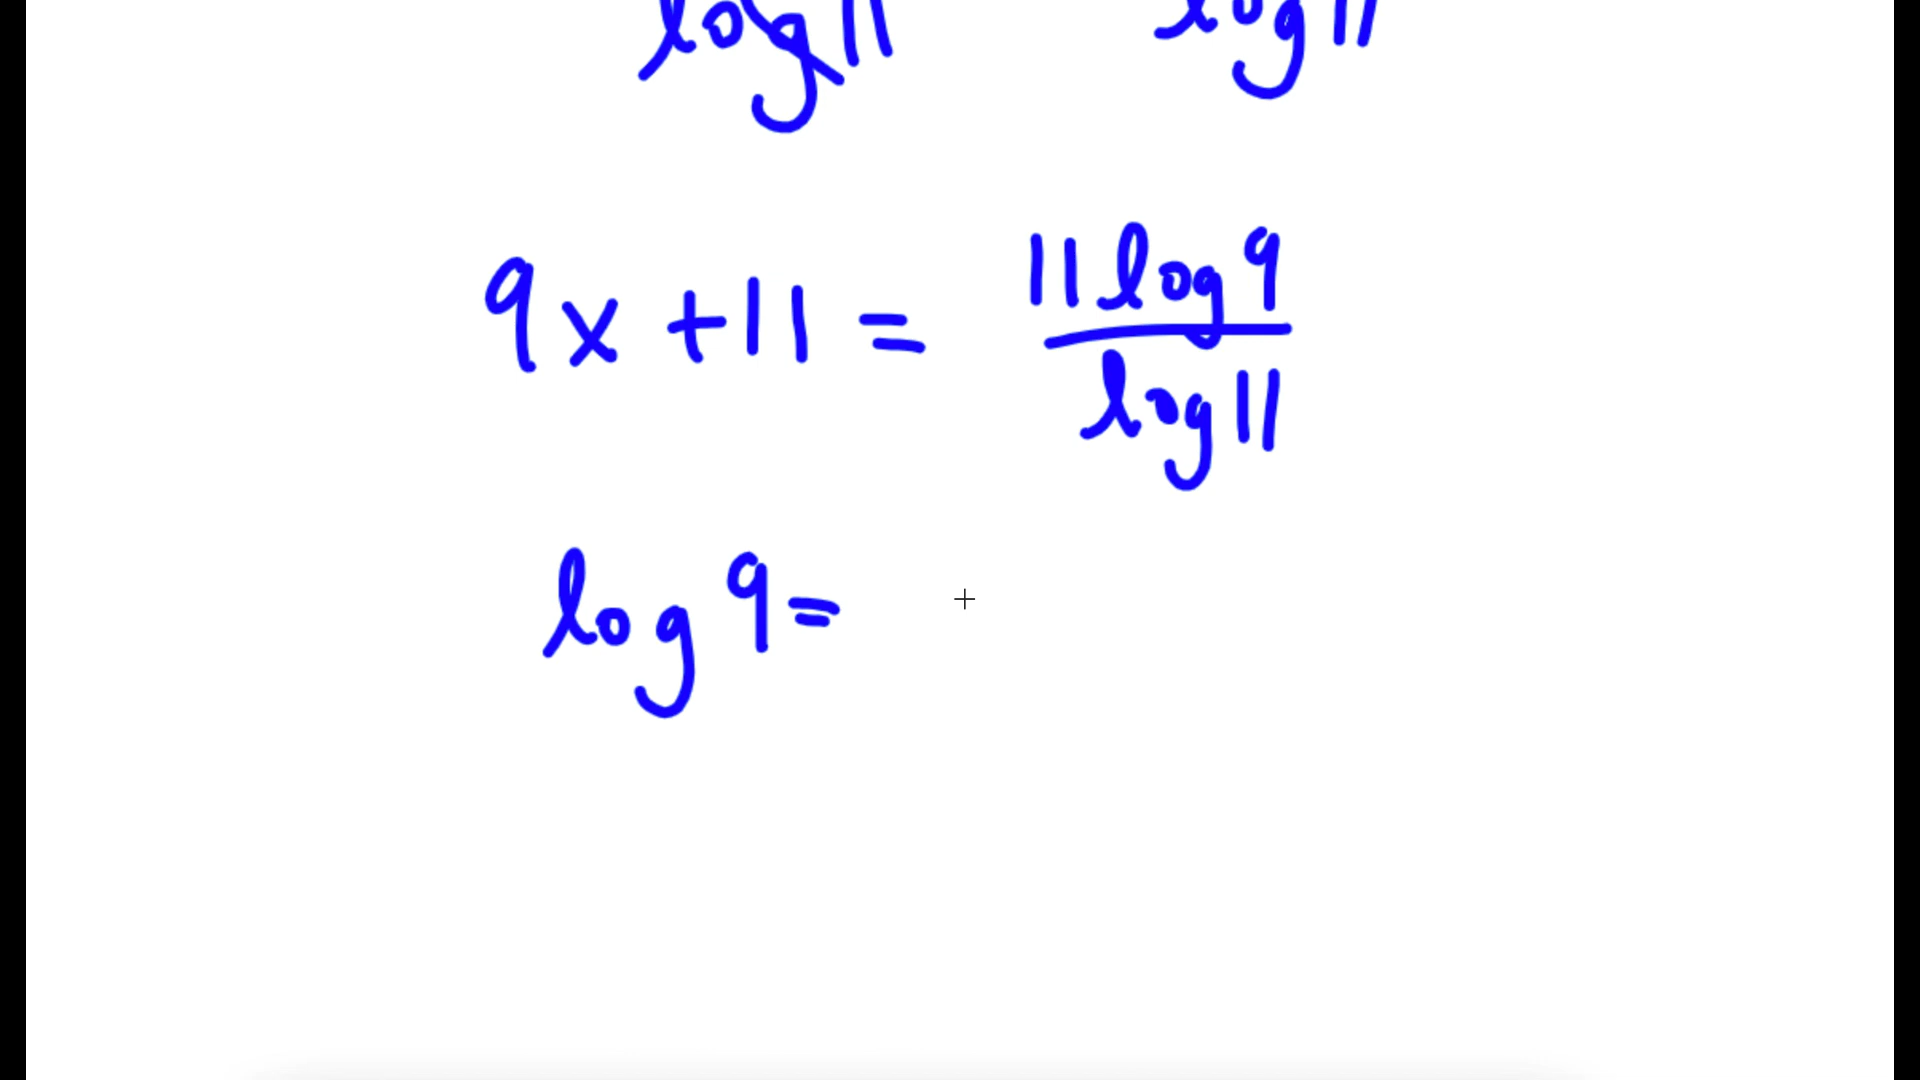 log 11 log 11
11 log 9
9x + 11 =
log 11
log 9 =